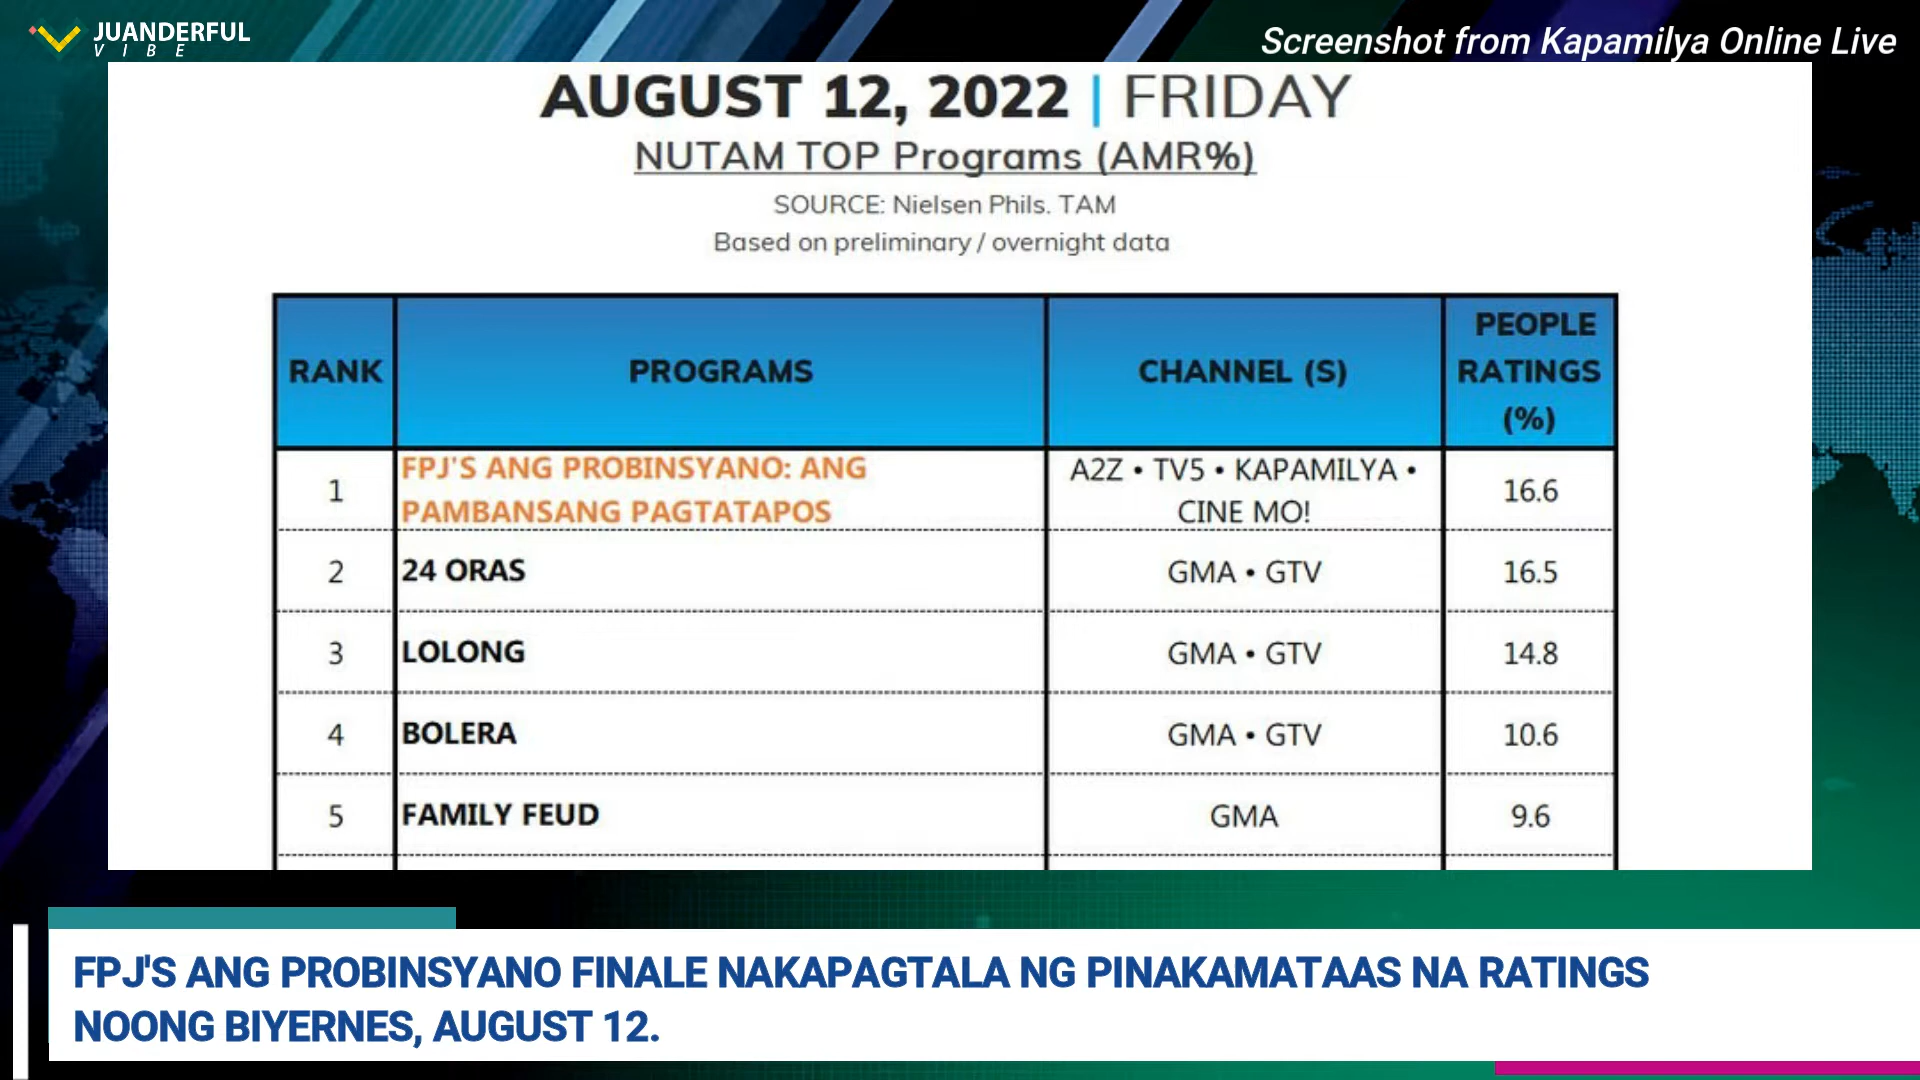 JUANDERFUL
VIBE
Screenshot from Kapamilya Online Live
AUGUST 12, 2022 | FRIDAY
NUTAM TOP Programs (AMR%)
SOURCE: Nielsen Phils. TAM
Based on preliminary / overnight data
RANK PROGRAMS CHANNEL (S) PEOPLE RATINGS (%)
1 FPJ'S ANG PROBINSYANO: ANG PAMBANSANG PAGTATAPOS A2Z • TV5 • KAPAMILYA • CINE MO! 16.6
2 24 ORAS GMA • GTV 16.5
3 LOLONG GMA • GTV 14.8
4 BOLERA GMA • GTV 10.6
5 FAMILY FEUD GMA 9.6
FPJ'S ANG PROBINSYANO FINALE NAKAPAGTALA NG PINAKAMATAAS NA RATINGS
NOONG BIYERNES, AUGUST 12.